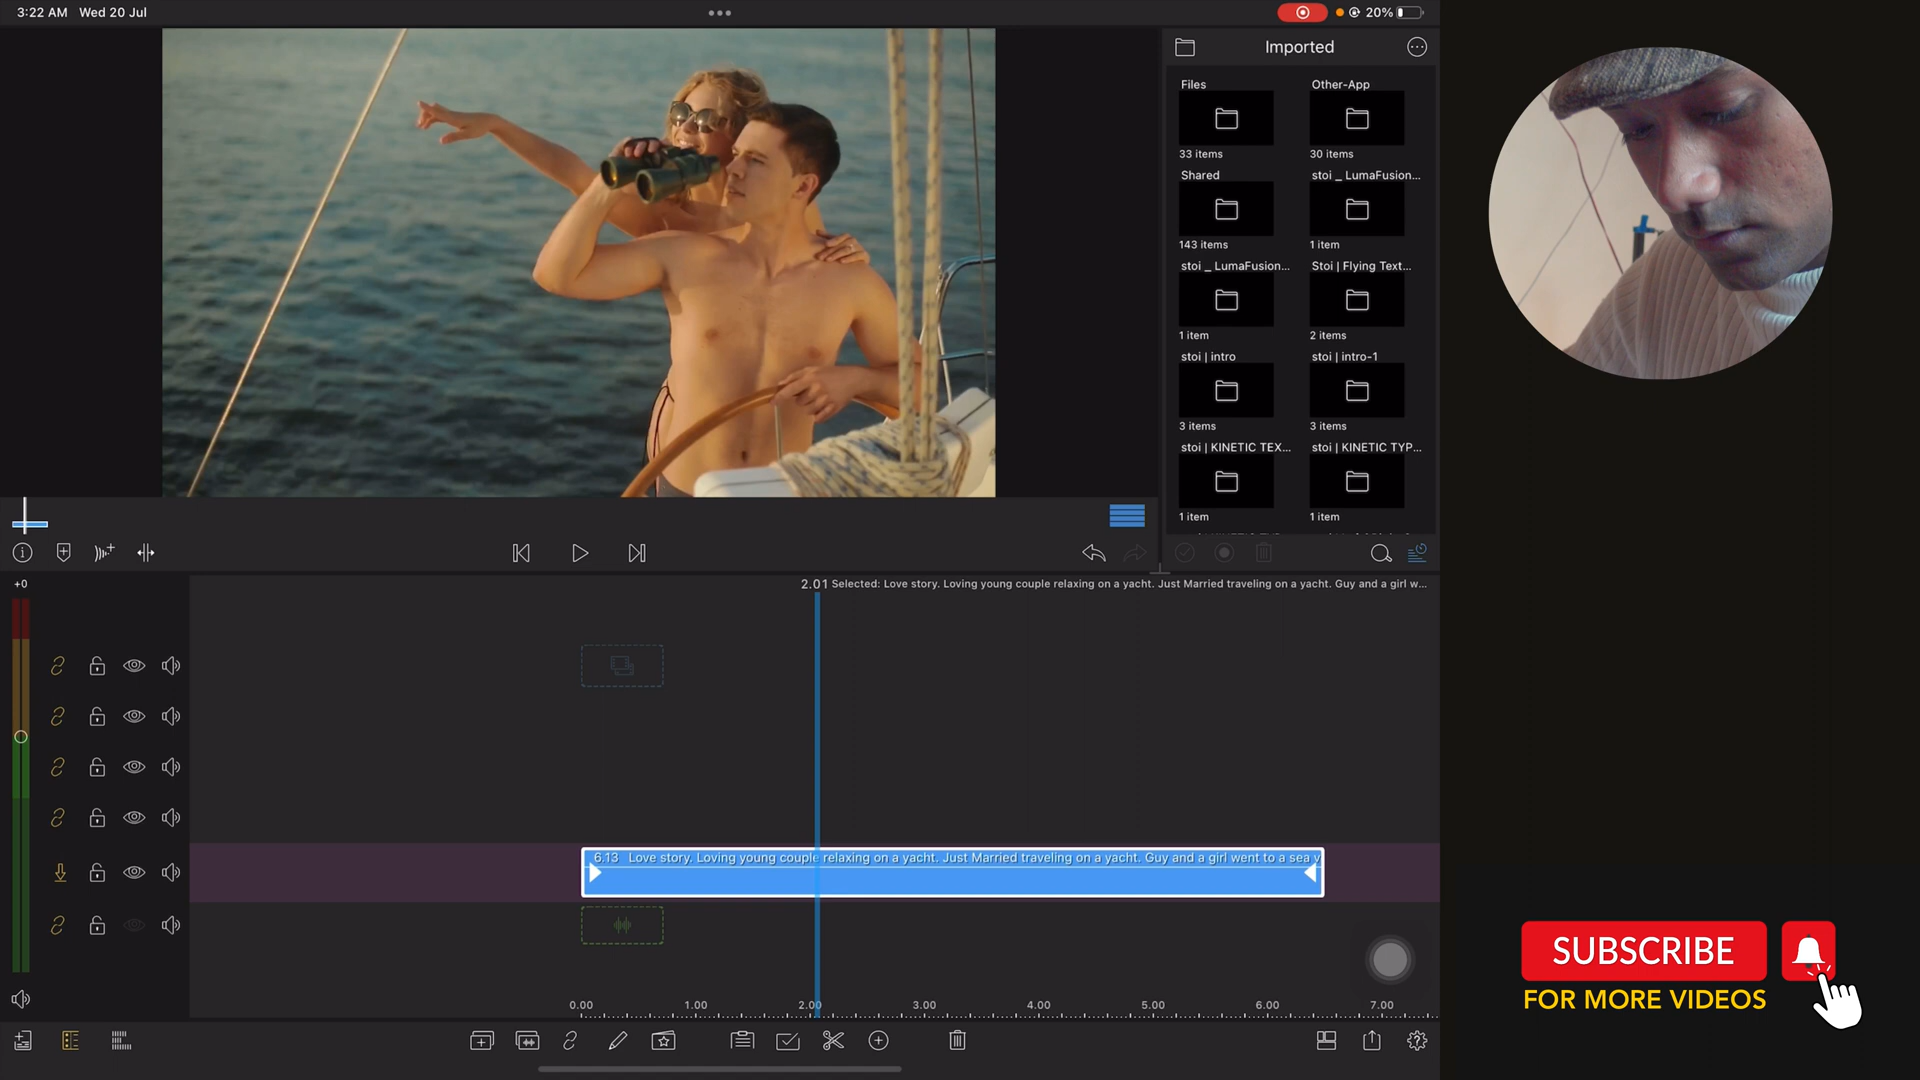 3:22 AM Wed 20 Jul
20%
Imported
Files
Other-App
33 items
30 items
Shared
stoi _ LumaFusion...
143 items
1 item
stoi _ LumaFusion...
Stoi | Flying Text...
1 item
2 items
stoi | intro
stoi | intro-1
3 items
3 items
stoi | KINETIC TEX...
stoi | KINETIC TYP...
1 item
1 item
+0
2.01 Selected: Love story. Loving young couple relaxing on a yacht. Just Married traveling on a yacht. Guy and a girl w...
6.13 Love story. Loving young couple relaxing on a yacht. Just Married traveling on a yacht. Guy and a girl went to a sea v
0.00 1.00 2.00 3.00 4.00 5.00 6.00 7.00
SUBSCRIBE
FOR MORE VIDEOS